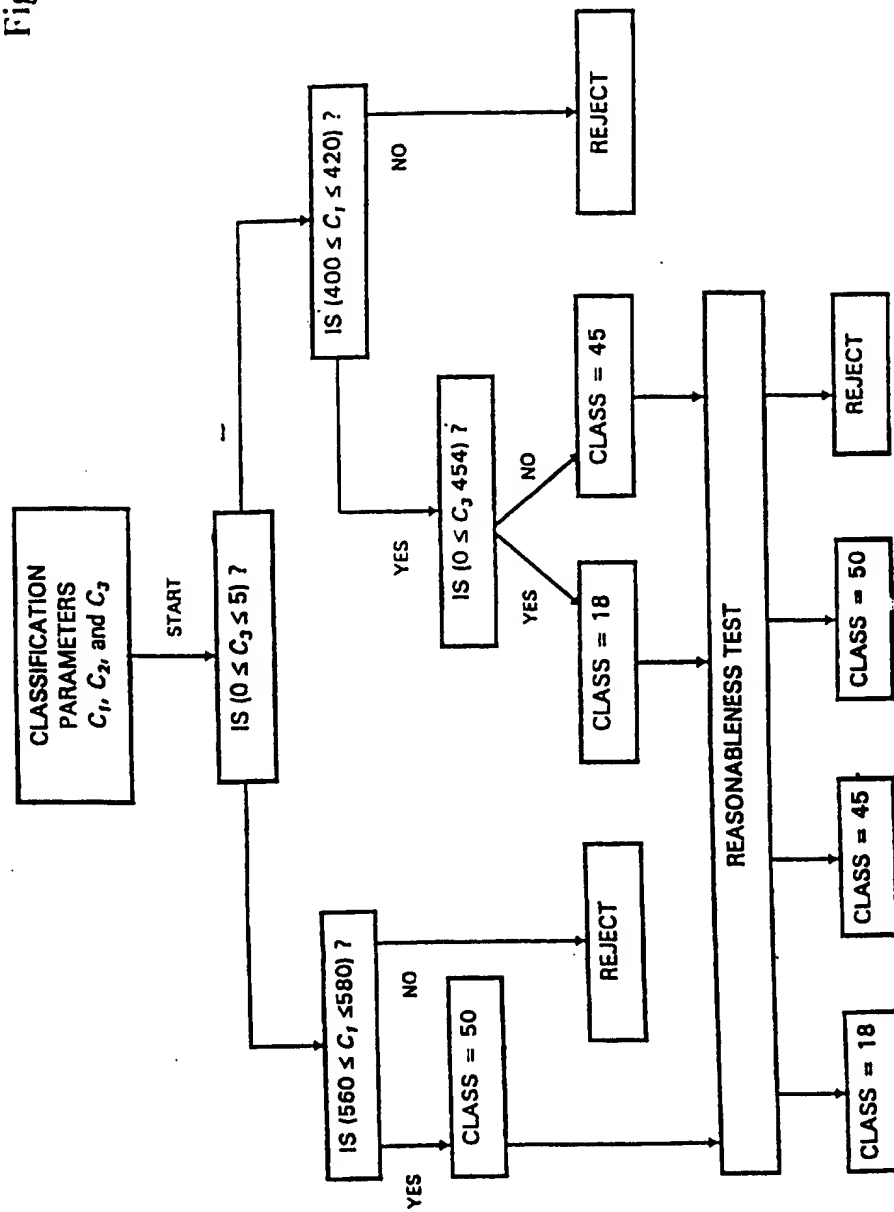 Fig
CLASSIFICATION
PARAMETERS
C₁, C₂, and C₃
START
IS (0 ≤ C₃ ≤ 5) ?
IS (560 ≤ C₁ ≤580) ?
IS (400 ≤ C₁ ≤ 420) ?
YES
NO
YES
NO
CLASS = 50
REJECT
IS (0 ≤ C₃ 454) ?
REJECT
YES
NO
CLASS = 18
CLASS = 45
REASONABLENESS TEST
CLASS = 18
CLASS = 45
CLASS = 50
REJECT